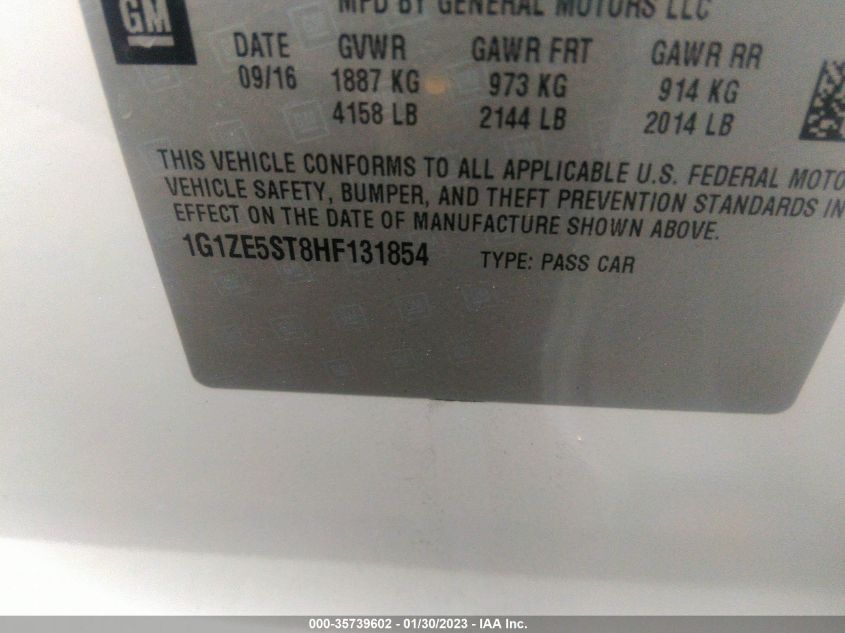 GM
MFD BY GENERAL MOTORS LLC
DATE GVWR GAWR FRT GAWR RR
09/16 1887 KG 973 KG 914 KG
4158 LB 2144 LB 2014 LB
THIS VEHICLE CONFORMS TO ALL APPLICABLE U.S. FEDERAL MOTO
VEHICLE SAFETY, BUMPER, AND THEFT PREVENTION STANDARDS IN
EFFECT ON THE DATE OF MANUFACTURE SHOWN ABOVE.
1G1ZE5ST8HF131854 TYPE: PASS CAR
000-35739602 - 01/30/2023 - IAA Inc.